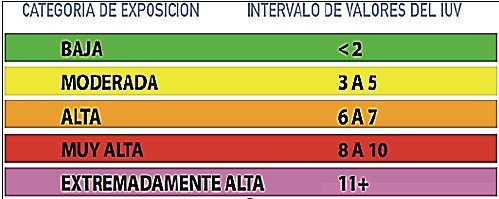 CATEGORIA DE EXPOSICION INTERVALO DE VALORES DEL IUV
BAJA < 2
MODERADA 3 A 5
ALTA 6 A 7
MUY ALTA 8 A 10
EXTREMADAMENTE ALTA 11+